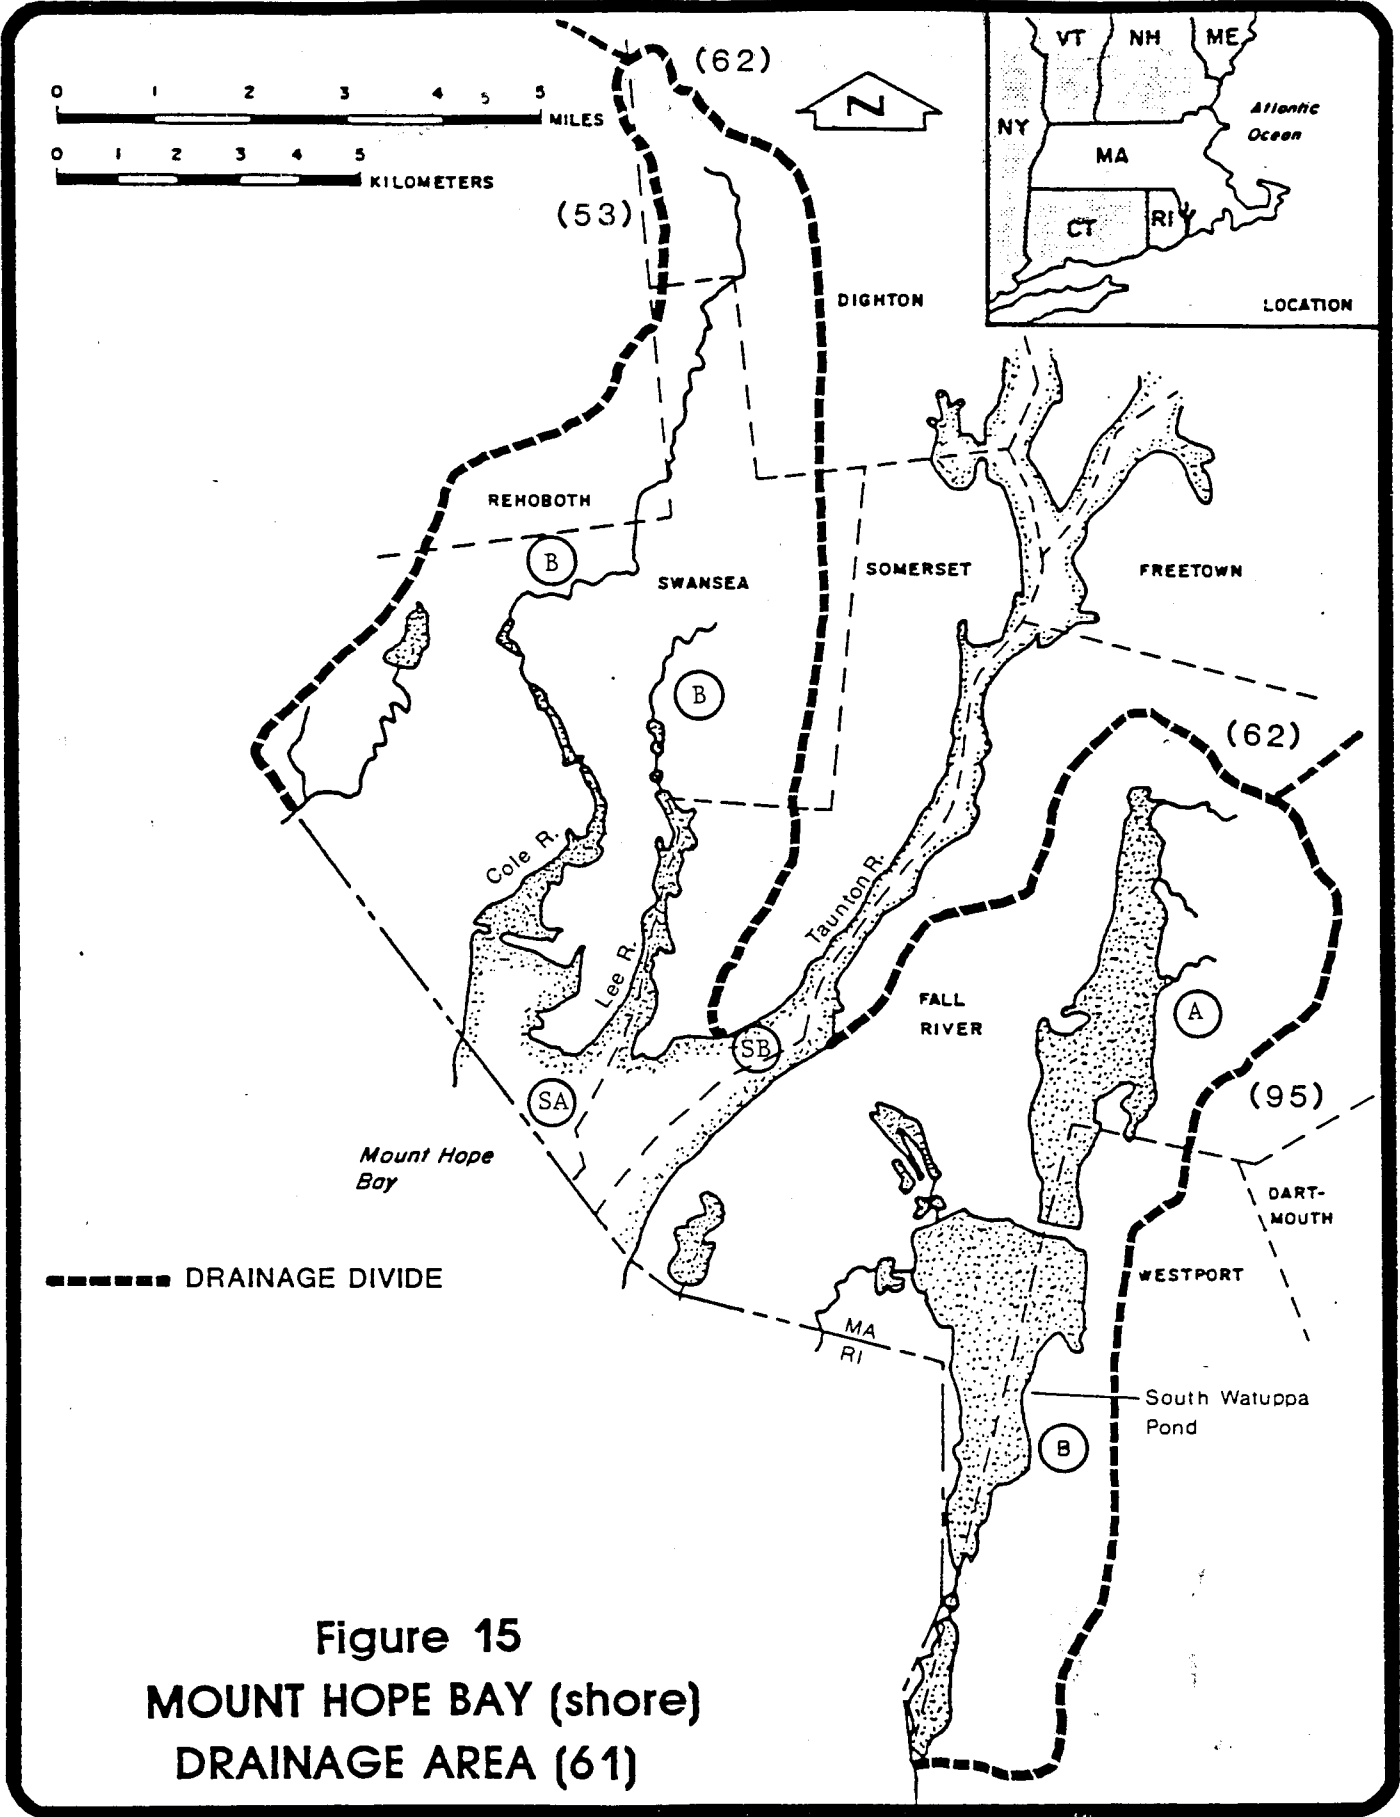 (62)
0 1 2 3 4 5 5
MILES
0 1 2 3 4 5
KILOMETERS
N
VT NH ME
NY
Atlantic
Ocean
MA
CT RI
LOCATION
(53)
DIGHTON
REHOBOTH
B
SWANSEA
SOMERSET
FREETOWN
B
(62)
Cole R.
Taunton R.
Lee R.
FALL
RIVER
A
SB
SA
(95)
Mount Hope
Bay
DART-
MOUTH
DRAINAGE DIVIDE
WESTPORT
MA
RI
South Watuppa
Pond
B
Figure 15
MOUNT HOPE BAY (shore)
DRAINAGE AREA (61)